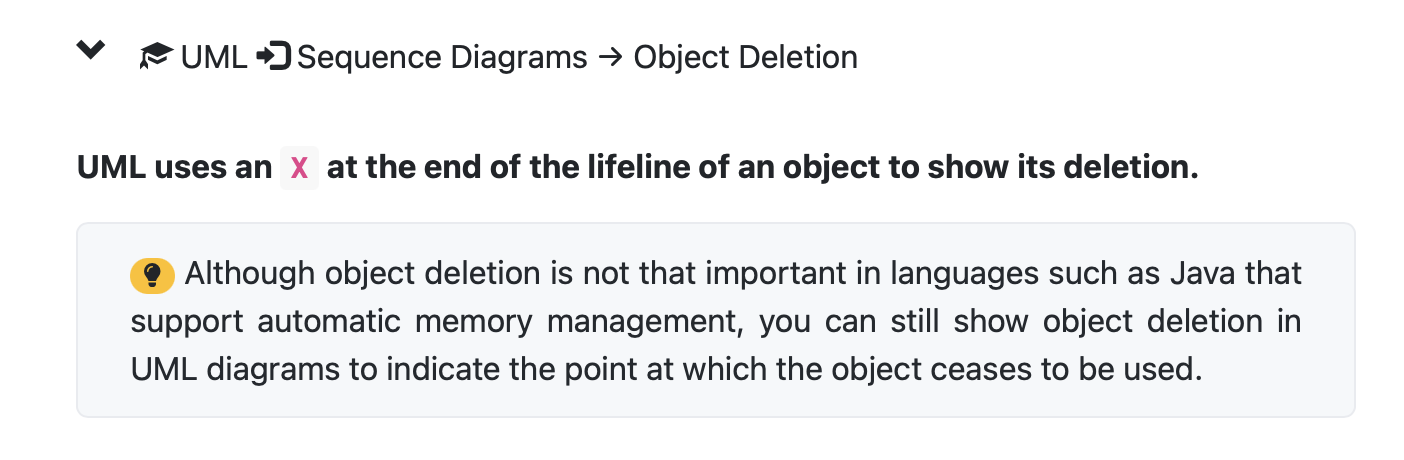 UML Sequence Diagrams → Object Deletion
UML uses an X at the end of the lifeline of an object to show its deletion.
Although object deletion is not that important in languages such as Java that
support automatic memory management, you can still show object deletion in
UML diagrams to indicate the point at which the object ceases to be used.